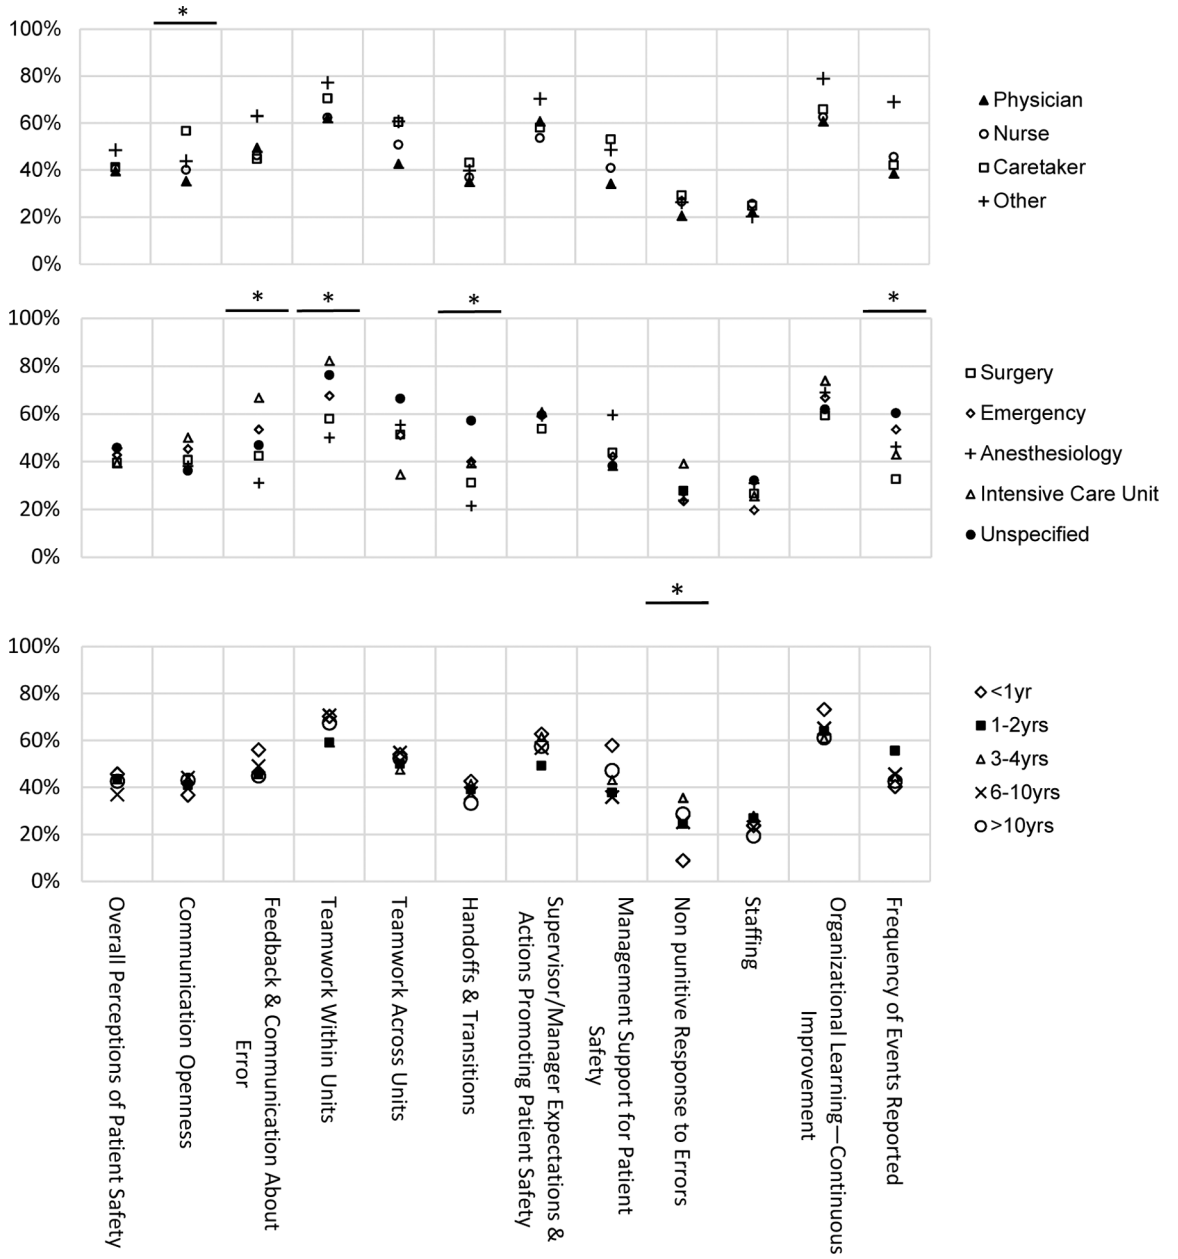 *
100%
80%
60%
40%
20%
0%
Physician
Nurse
Caretaker
Other
* * * *
100%
80%
60%
40%
20%
0%
Surgery
Emergency
Anesthesiology
Intensive Care Unit
Unspecified
*
100%
80%
60%
40%
20%
0%
<1yr
1-2yrs
3-4yrs
6-10yrs
>10yrs
Overall Perceptions of Patient Safety
Communication Openness
Feedback & Communication About
Error
Teamwork Within Units
Teamwork Across Units
Handoffs & Transitions
Supervisor/Manager Expectations &
Actions Promoting Patient Safety
Management Support for Patient
Safety
Non punitive Response to Errors
Staffing
Organizational Learning—Continuous
Improvement
Frequency of Events Reported